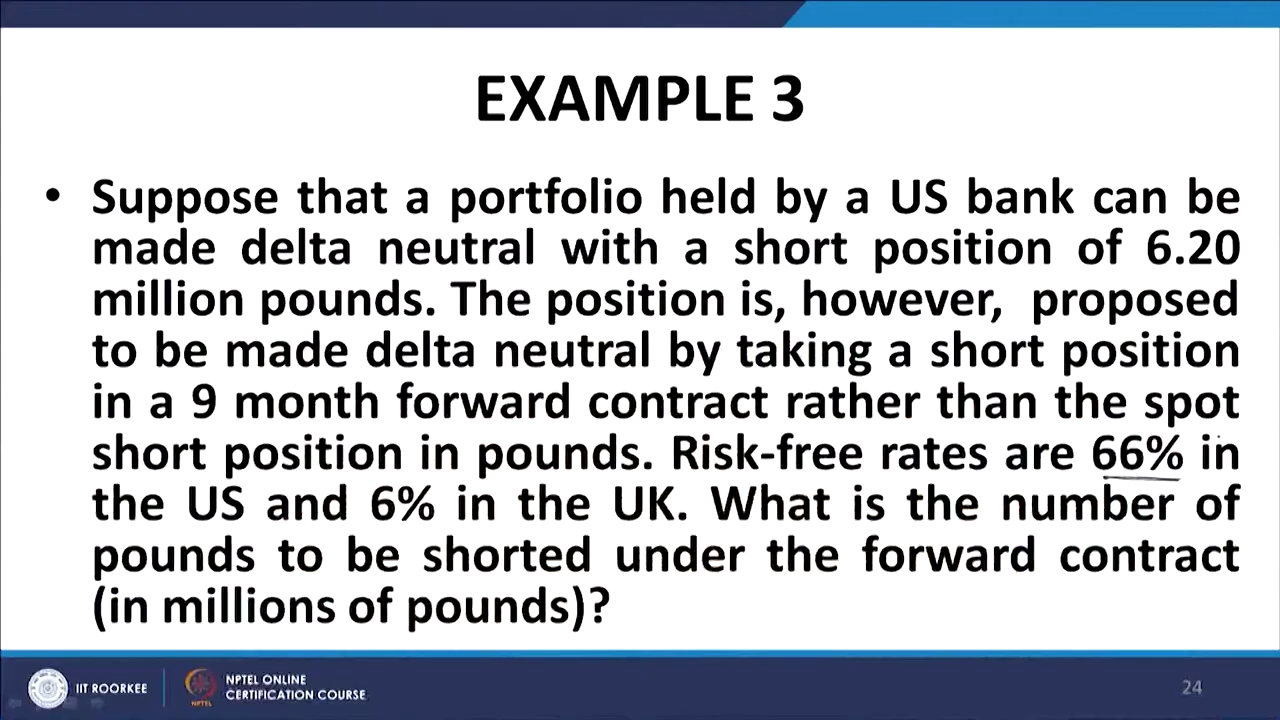 EXAMPLE 3
• Suppose that a portfolio held by a US bank can be
made delta neutral with a short position of 6.20
million pounds. The position is, however, proposed
to be made delta neutral by taking a short position
in a 9 month forward contract rather than the spot
short position in pounds. Risk-free rates are 66% in
the US and 6% in the UK. What is the number of
pounds to be shorted under the forward contract
(in millions of pounds)?
IIT ROORKEE
NPTEL
NPTEL ONLINE
CERTIFICATION COURSE
24